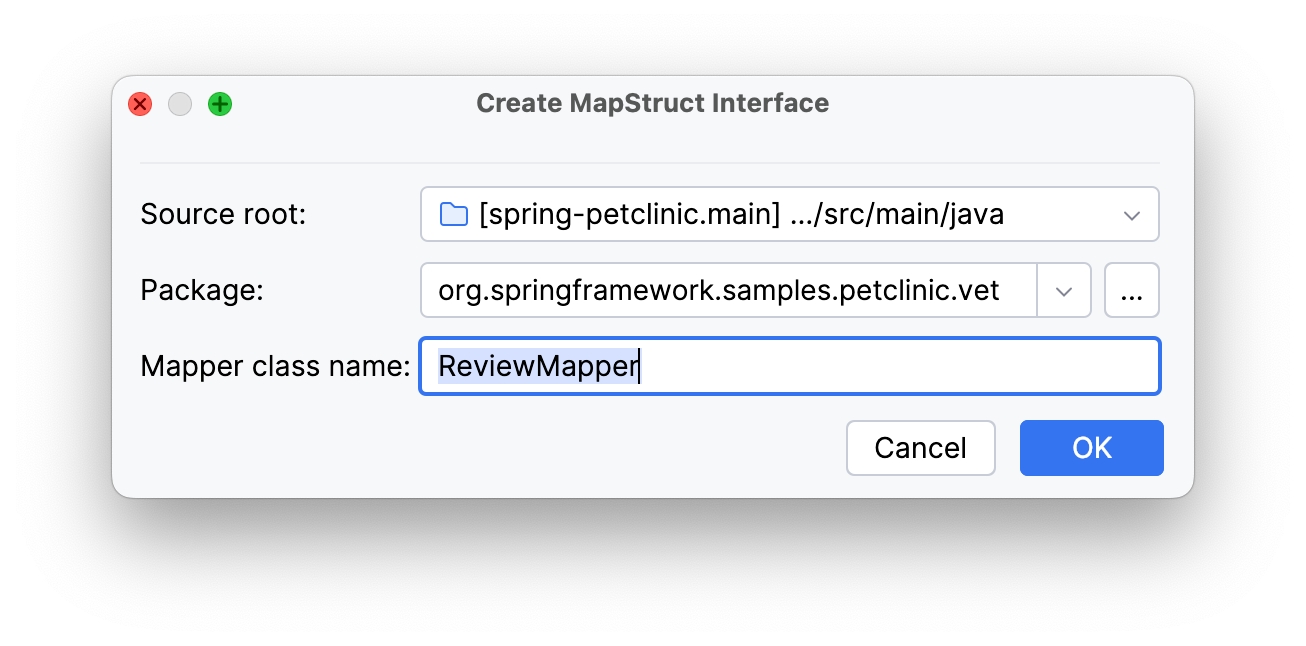 Create MapStruct Interface
Source root: [spring-petclinic.main] .../src/main/java
Package: org.springframework.samples.petclinic.vet ...
Mapper class name: ReviewMapper
Cancel OK